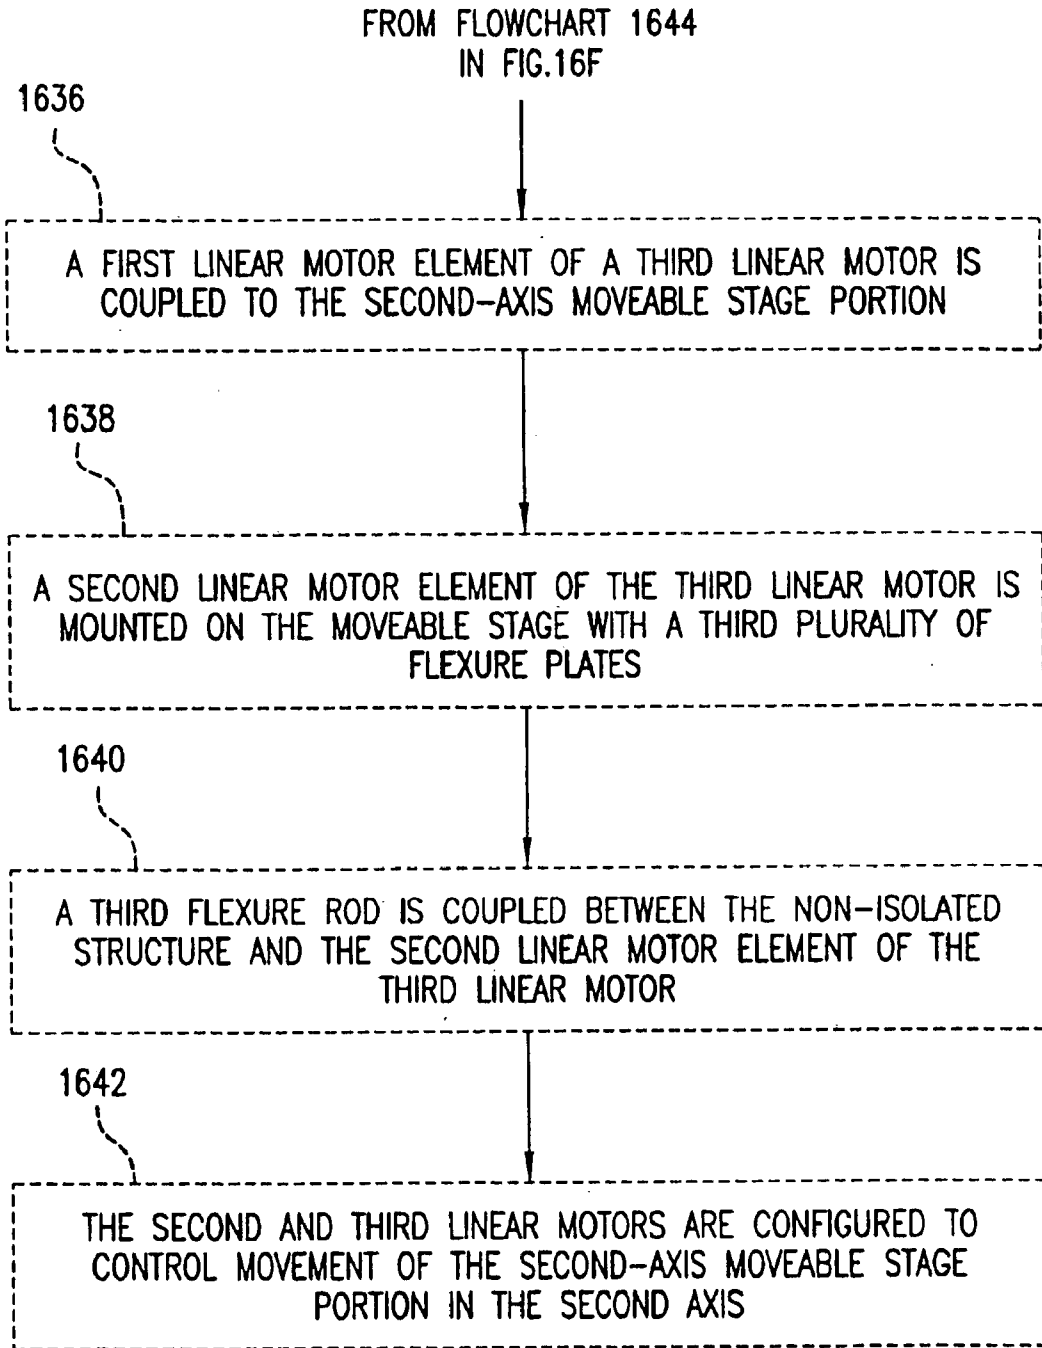 FROM FLOWCHART 1644
IN FIG.16F
1636
A FIRST LINEAR MOTOR ELEMENT OF A THIRD LINEAR MOTOR IS
COUPLED TO THE SECOND-AXIS MOVEABLE STAGE PORTION
1638
A SECOND LINEAR MOTOR ELEMENT OF THE THIRD LINEAR MOTOR IS
MOUNTED ON THE MOVEABLE STAGE WITH A THIRD PLURALITY OF
FLEXURE PLATES
1640
A THIRD FLEXURE ROD IS COUPLED BETWEEN THE NON-ISOLATED
STRUCTURE AND THE SECOND LINEAR MOTOR ELEMENT OF THE
THIRD LINEAR MOTOR
1642
THE SECOND AND THIRD LINEAR MOTORS ARE CONFIGURED TO
CONTROL MOVEMENT OF THE SECOND-AXIS MOVEABLE STAGE
PORTION IN THE SECOND AXIS